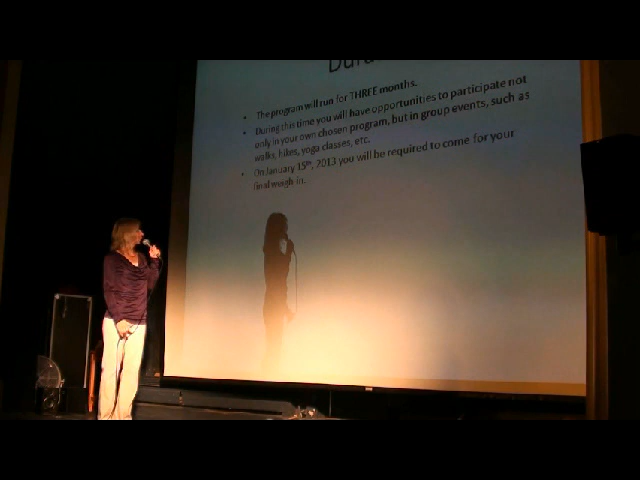 • The program will run for THREE months.
• During this time you will have opportunities to participate not
only in your own chosen program, but in group events, such as
walks, hikes, yoga classes, etc.
• On January 15th, 2013 you will be required to come for your
final weigh-in.